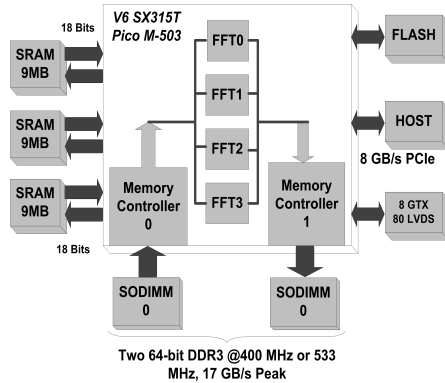 V6 SX315T
Pico M-503
18 Bits
SRAM
9MB
SRAM
9MB
SRAM
9MB
18 Bits
FFT0
FFT1
FFT2
FFT3
Memory
Controller
0
Memory
Controller
1
FLASH
HOST
8 GB/s PCIe
8 GTX
80 LVDS
SODIMM
0
SODIMM
0
Two 64-bit DDR3 @400 MHz or 533
MHz, 17 GB/s Peak